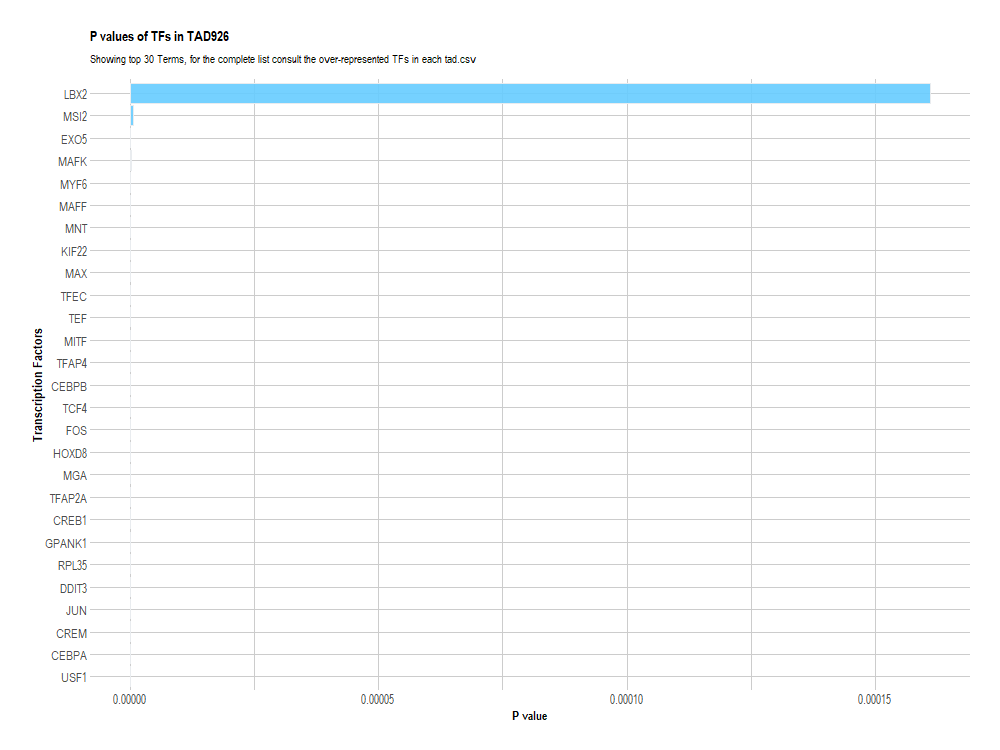 P values of TFs in TAD926
Showing top 30 Terms, for the complete list consult the over-represented TFs in each tad.csv
Transcription Factors
LBX2
MSI2
EXO5
MAFK
MYF6
MAFF
MNT
KIF22
MAX
TFEC
TEF
MITF
TFAP4
CEBPB
TCF4
FOS
HOXD8
MGA
TFAP2A
CREB1
GPANK1
RPL35
DDIT3
JUN
CREM
CEBPA
USF1
0.00000 0.00005 0.00010 0.00015
P value